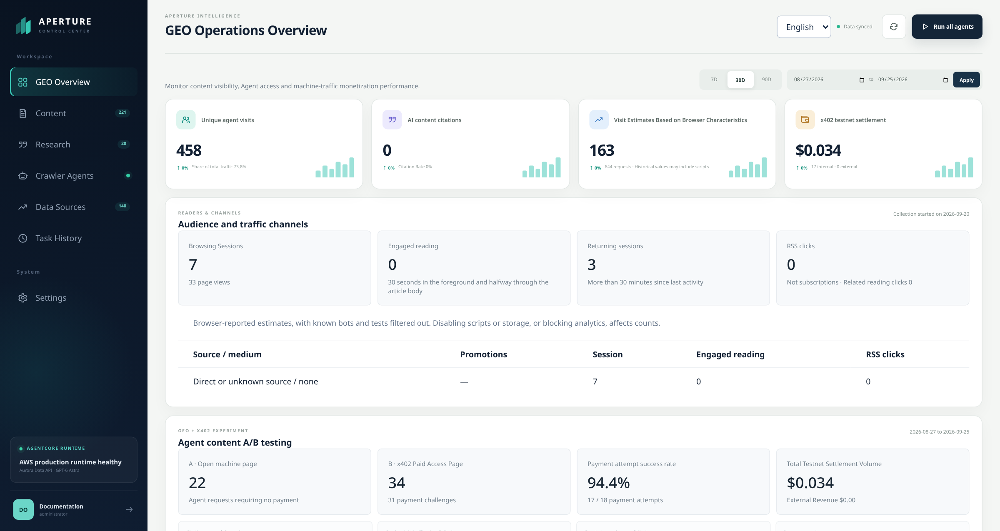 APERTURE
CONTROL CENTER
Workspace
GEO Overview
Content 221
Research 20
Crawler Agents
Data Sources 140
Task History
System
Settings
AGENTCORE RUNTIME
AWS production runtime healthy
Aurora Data API · GPT-6 Astra
DO
Documentation
administrator
APERTURE INTELLIGENCE
GEO Operations Overview
English
Data synced
Run all agents
Monitor content visibility, Agent access and machine-traffic monetization performance.
7D 30D 90D
08/27/2026 to 09/25/2026 Apply
Unique agent visits
458
↑ 0% Share of total traffic 73.8%
AI content citations
0
↑ 0% Citation Rate 0%
Visit Estimates Based on Browser Characteristics
163
↑ 0% 644 requests · Historical values may include scripts
x402 testnet settlement
$0.034
↑ 0% 17 internal · 0 external
READERS & CHANNELS
Audience and traffic channels
Collection started on 2026-09-20
Browsing Sessions
7
33 page views
Engaged reading
0
30 seconds in the foreground and halfway through the
article body
Returning sessions
3
More than 30 minutes since last activity
RSS clicks
0
Not subscriptions · Related reading clicks 0
Browser-reported estimates, with known bots and tests filtered out. Disabling scripts or storage, or blocking analytics, affects counts.
Source / medium Promotions Session Engaged reading RSS clicks
Direct or unknown source / none — 7 0 0
GEO + X402 EXPERIMENT
Agent content A/B testing
2026-08-27 to 2026-09-25
A · Open machine page
22
Agent requests requiring no payment
B · x402 Paid Access Page
34
31 payment challenges
Payment attempt success rate
94.4%
17 / 18 payment attempts
Total Testnet Settlement Volume
$0.034
External Revenue $0.00